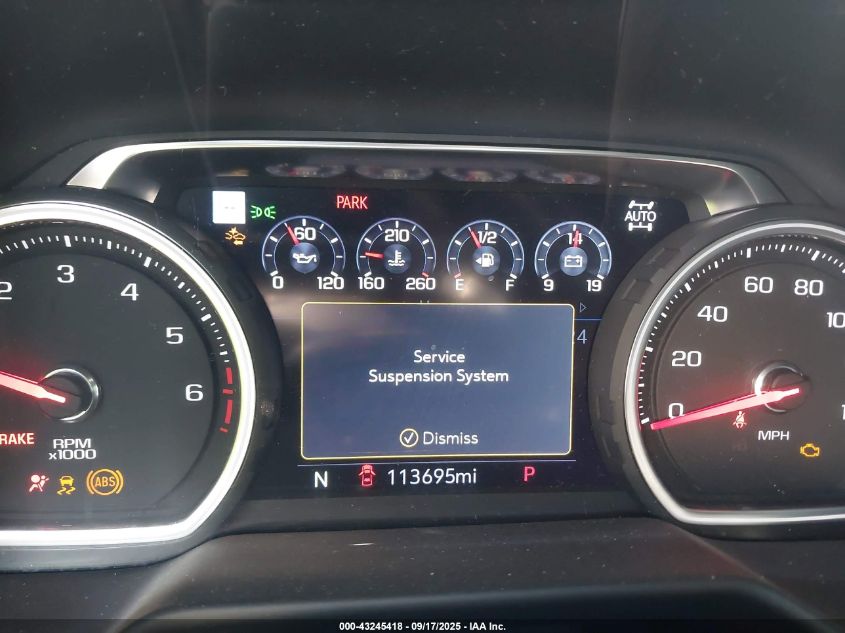 PARK
AUTO
60
210
1/2
14
0 120 160 260 E F 9 19
2 3 4 5 6
RPM
x1000
BRAKE
ABS
Service
Suspension System
Dismiss
N 113695mi P
0 20 40 60 80
MPH
000-43245418 - 09/17/2025 - IAA Inc.